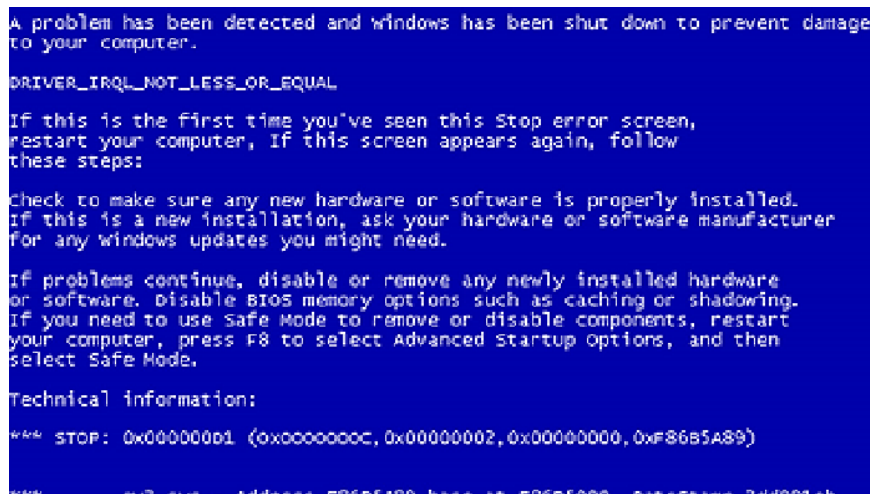 A problem has been detected and windows has been shut down to prevent damage
to your computer.
DRIVER_IRQL_NOT_LESS_OR_EQUAL
If this is the first time you've seen this Stop error screen,
restart your computer, If this screen appears again, follow
these steps:
Check to make sure any new hardware or software is properly installed.
If this is a new installation, ask your hardware or software manufacturer
for any windows updates you might need.
If problems continue, disable or remove any newly installed hardware
or software. Disable BIOS memory options such as caching or shadowing.
If you need to use Safe Mode to remove or disable components, restart
your computer, press F8 to select Advanced Startup Options, and then
select Safe Mode.
Technical information:
*** STOP: 0x000000D1 (0x0000000C,0x00000002,0x00000000,0xF86B5A89)